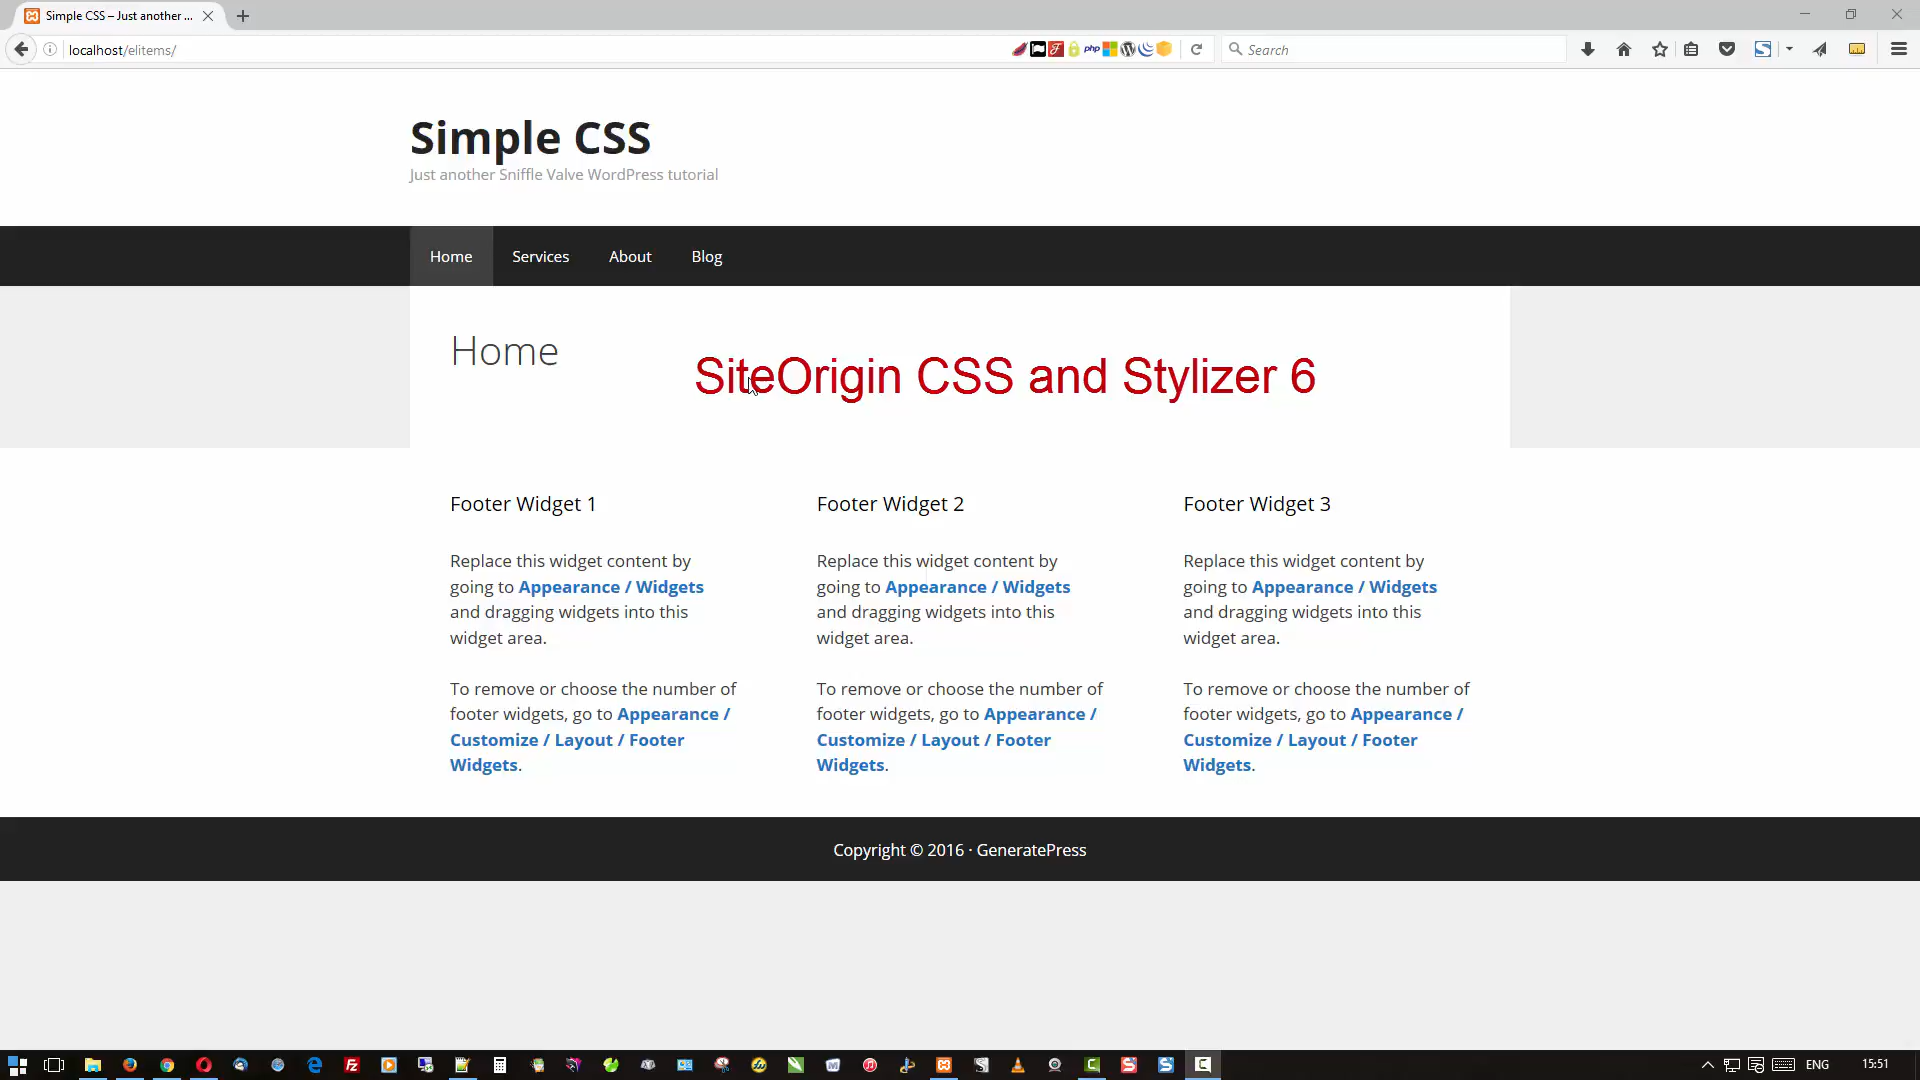 Simple CSS – Just another ...
localhost/elitems/
php
Search
Simple CSS
Just another Sniffle Valve WordPress tutorial
Home
Services
About
Blog
Home
SiteOrigin CSS and Stylizer 6
Footer Widget 1
Replace this widget content by
going to Appearance / Widgets
and dragging widgets into this
widget area.
To remove or choose the number of
footer widgets, go to Appearance /
Customize / Layout / Footer
Widgets.
Footer Widget 2
Replace this widget content by
going to Appearance / Widgets
and dragging widgets into this
widget area.
To remove or choose the number of
footer widgets, go to Appearance /
Customize / Layout / Footer
Widgets.
Footer Widget 3
Replace this widget content by
going to Appearance / Widgets
and dragging widgets into this
widget area.
To remove or choose the number of
footer widgets, go to Appearance /
Customize / Layout / Footer
Widgets.
Copyright © 2016 · GeneratePress
ENG
15:51